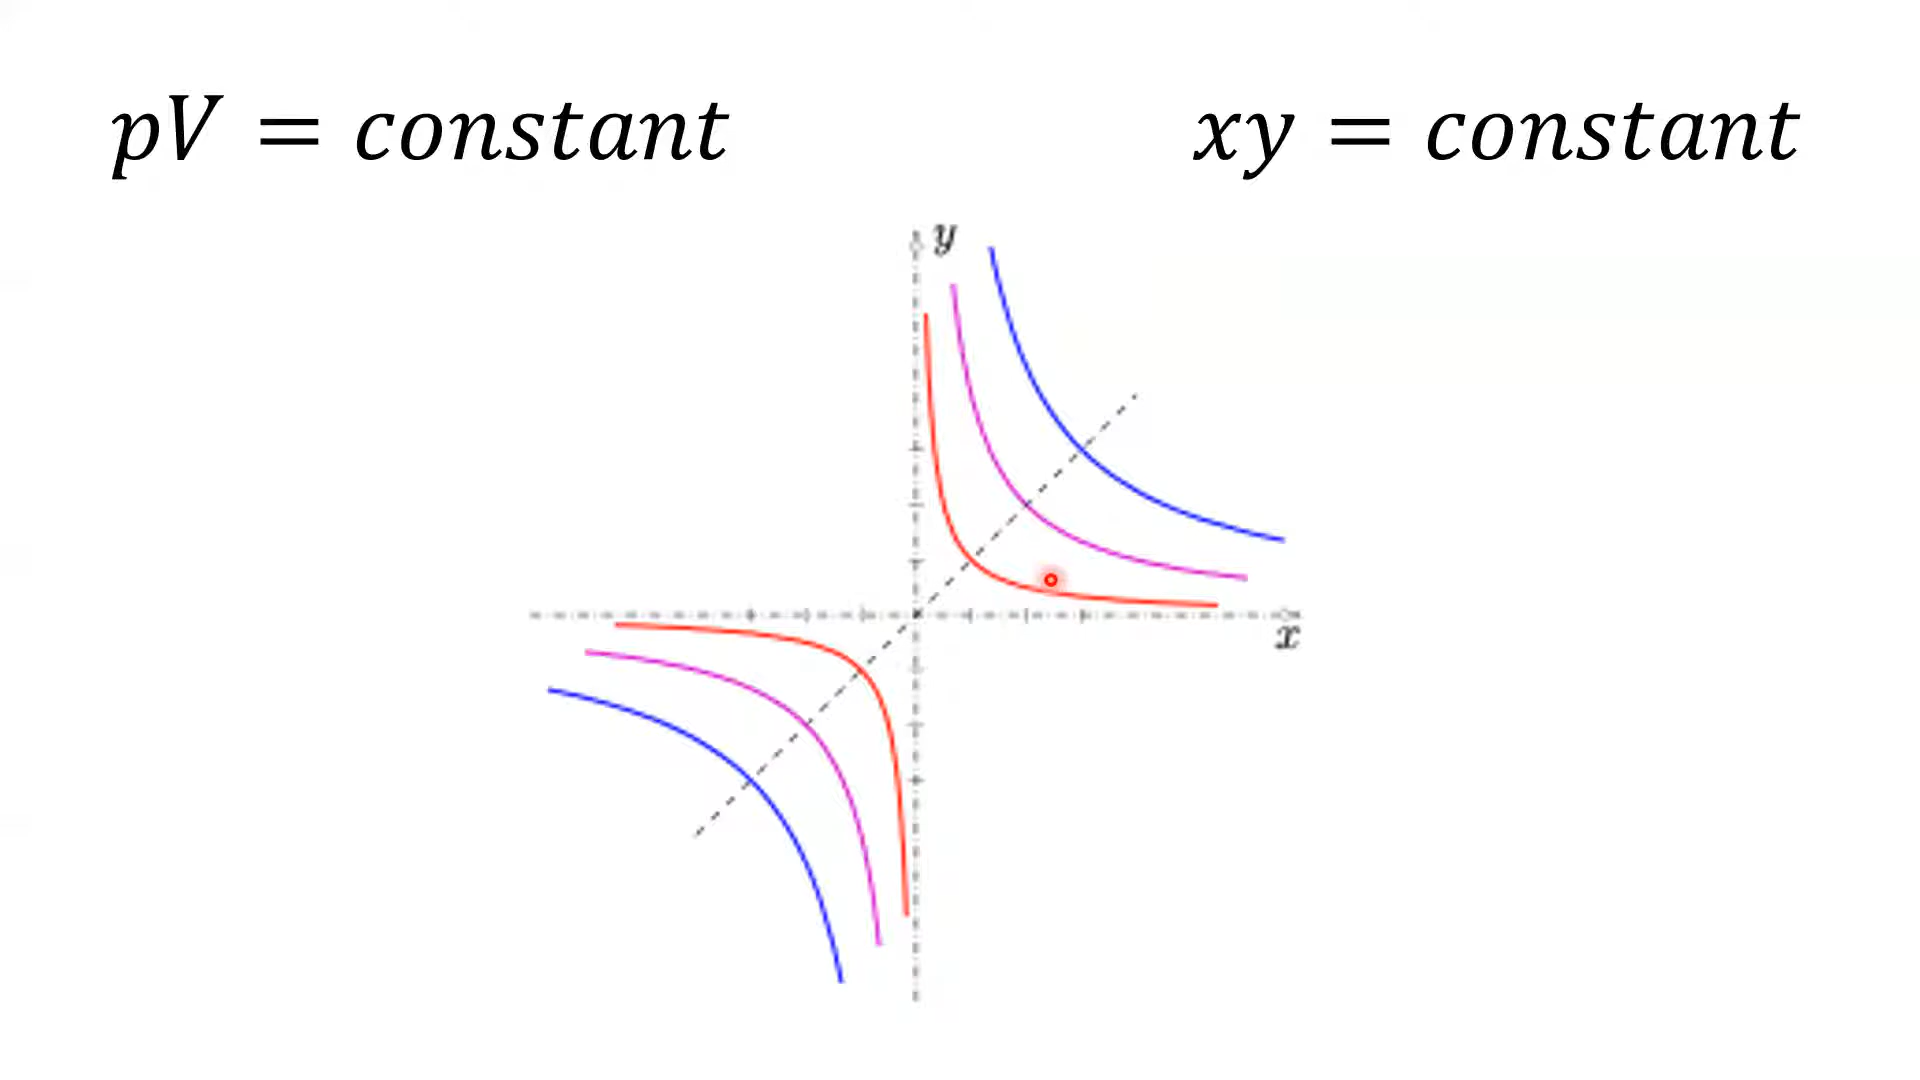 pV = constant
xy = constant
y
x